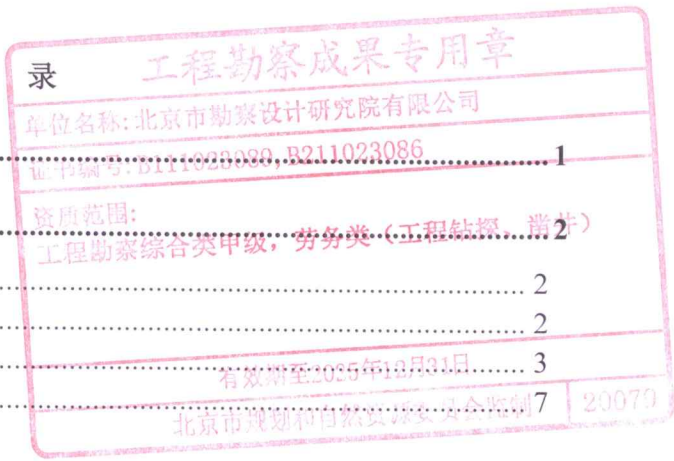 录
工程勘察成果专用章
单位名称:北京市勘察设计研究院有限公司
证书编号:B111023089,B211023086
1
资质范围:
2
工程勘察综合类甲级，劳务类（工程钻探、凿井）
2
2
有效期至2025年12月31日
3
北京市规划和自然资源委员会监制
7
20079